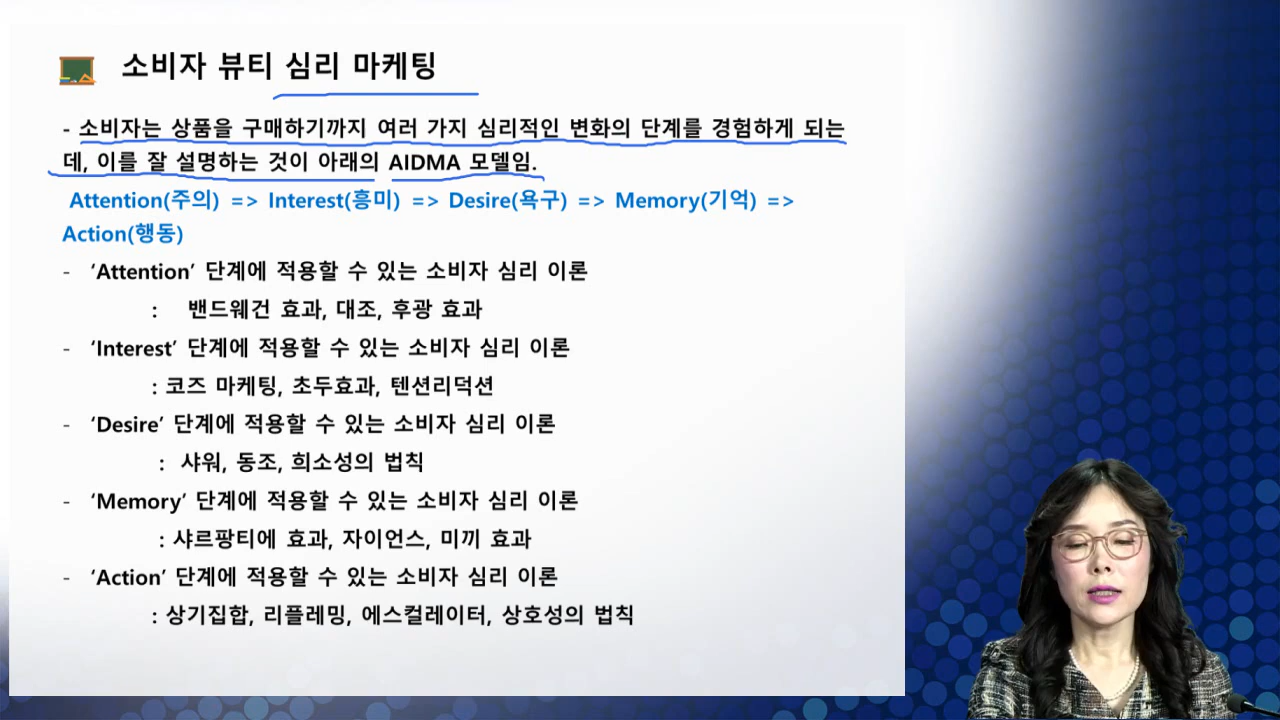 소비자 뷰티 심리 마케팅
- 소비자는 상품을 구매하기까지 여러 가지 심리적인 변화의 단계를 경험하게 되는
데, 이를 잘 설명하는 것이 아래의 AIDMA 모델임.
Attention(주의) => Interest(흥미) => Desire(욕구) => Memory(기억) =>
Action(행동)
- ‘Attention’ 단계에 적용할 수 있는 소비자 심리 이론
: 밴드웨건 효과, 대조, 후광 효과
- ‘Interest’ 단계에 적용할 수 있는 소비자 심리 이론
: 코즈 마케팅, 초두효과, 텐션리덕션
- ‘Desire’ 단계에 적용할 수 있는 소비자 심리 이론
: 샤워, 동조, 희소성의 법칙
- ‘Memory’ 단계에 적용할 수 있는 소비자 심리 이론
: 샤르팡티에 효과, 자이언스, 미끼 효과
- ‘Action’ 단계에 적용할 수 있는 소비자 심리 이론
: 상기집합, 리플레밍, 에스컬레이터, 상호성의 법칙